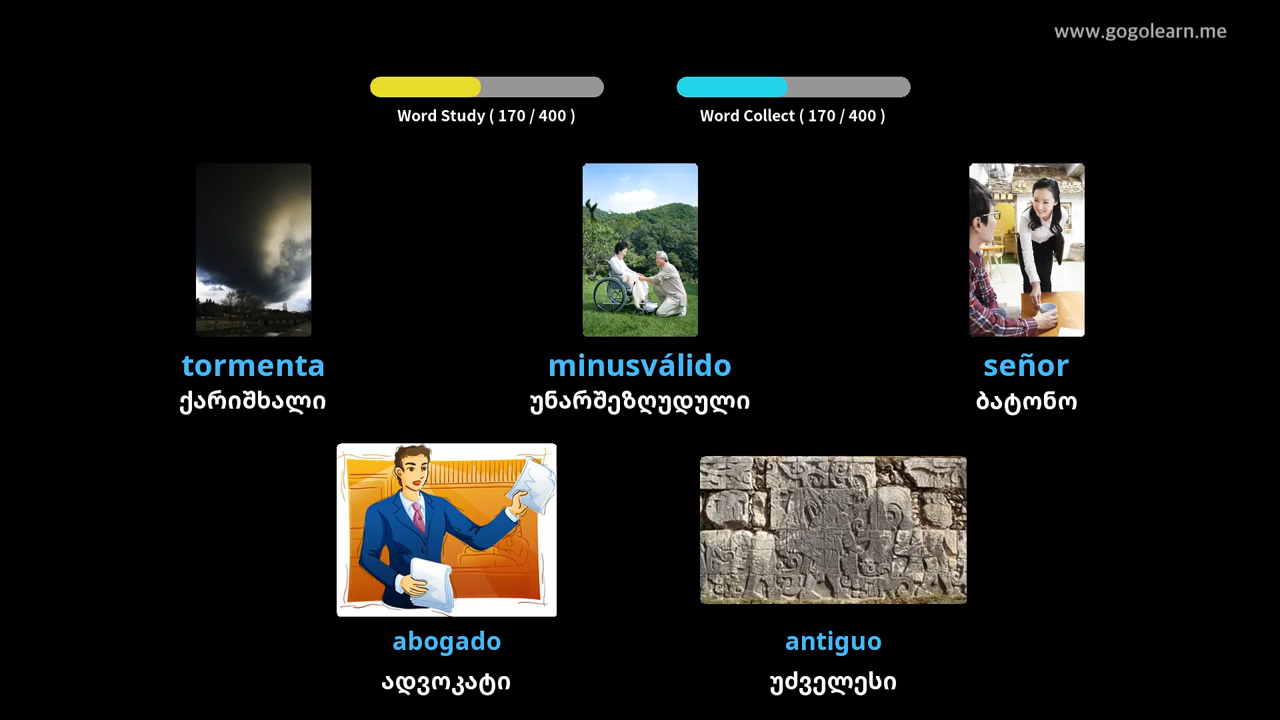 www.gogolearn.me
Word Study ( 170 / 400 )
Word Collect ( 170 / 400 )
tormenta
ქარიშხალი
minusválido
უნარშეზღუდული
señor
ბატონო
abogado
ადვოკატი
antiguo
უძველესი